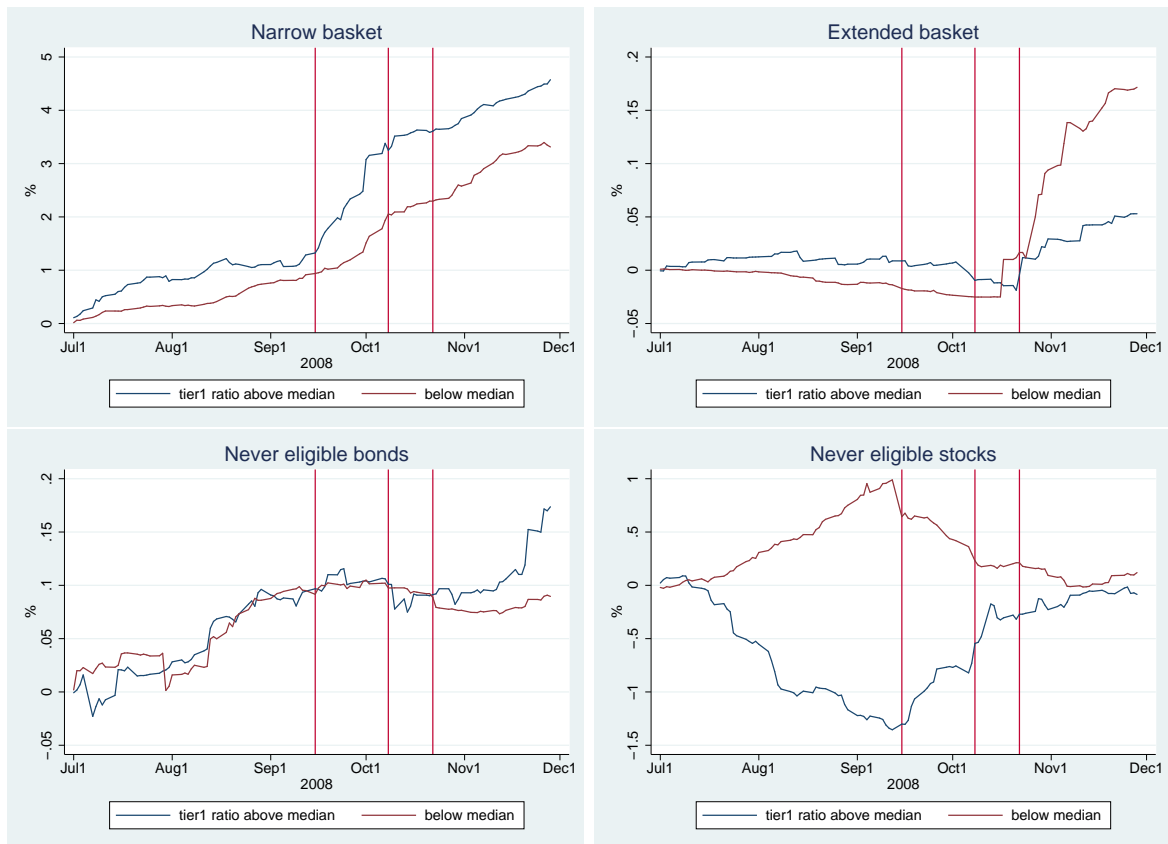 Narrow basket
5
4
3
2
1
0
%
Jul1 Aug1 Sep1 Oct1 Nov1 Dec1
2008
tier1 ratio above median below median
Extended basket
.2
.15
.1
.05
0
-.05
%
Jul1 Aug1 Sep1 Oct1 Nov1 Dec1
2008
tier1 ratio above median below median
Never eligible bonds
.2
.15
.1
.05
0
-.05
%
Jul1 Aug1 Sep1 Oct1 Nov1 Dec1
2008
tier1 ratio above median below median
Never eligible stocks
1
.5
0
-.5
-1
-1.5
%
Jul1 Aug1 Sep1 Oct1 Nov1 Dec1
2008
tier1 ratio above median below median